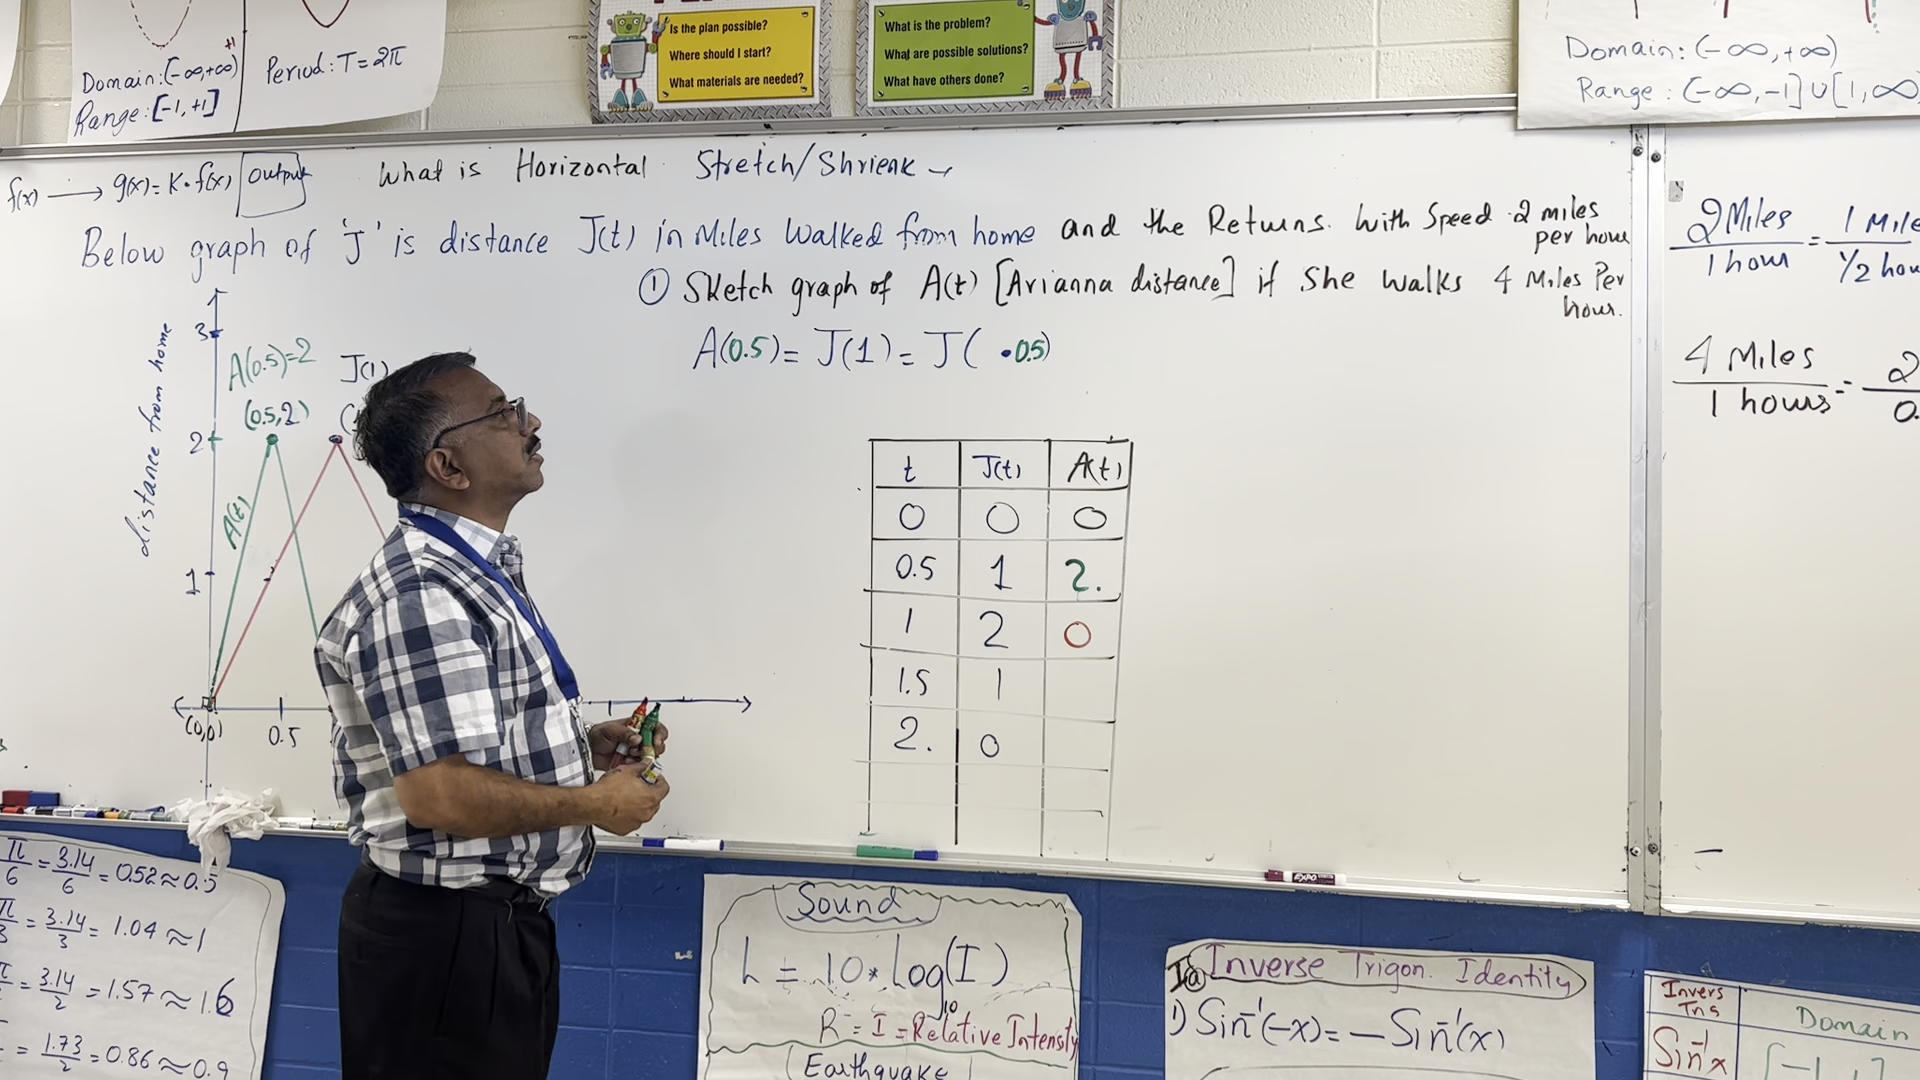 Domain: (-∞,+∞)
Range: [-1,+1]
+1
Period: T = 2π
Is the plan possible?
Where should I start?
What materials are needed?
What is the problem?
What are possible solutions?
What have others done?
Domain: (-∞,+∞)
Range: (-∞,-1]∪[1,∞
f(x) → g(x) = K·f(x) Output
What is Horizontal Stretch/Shrienk
Below graph of 'J' is distance J(t) in Miles Walked from home and the Returns. With Speed 2 miles per hour
① Sketch graph of A(t) [Arianna distance] if She Walks 4 Miles Per hour.
A(0.5) = J(1) = J( • 0.5)
distance from home
3
2
1
A(0.5)=2
(0.5,2)
J(1)
A(t)
(0,0)
0.5
t J(t) A(t)
0 0 0
0.5 1 2.
1 2 0
1.5 1
2. 0
2 Miles / 1 hour = 1 Mile / 1/2 hou
4 Miles / 1 hours = 2 / 0.
π/6 = 3.14/6 = 0.52 ≈ 0.5
π/3 = 3.14/3 = 1.04 ≈ 1
= 3.14/2 = 1.57 ≈ 1.6
= 1.73/2 = 0.86 ≈ 0.9
Sound
L = 10 * log₁₀(I)
R = I = Relative Intensity
Earthquake
EXPO
Inverse Trigon. Identity
1) Sin⁻¹(-x) = -Sin⁻¹(x)
Invers
Domain
Sin⁻¹x